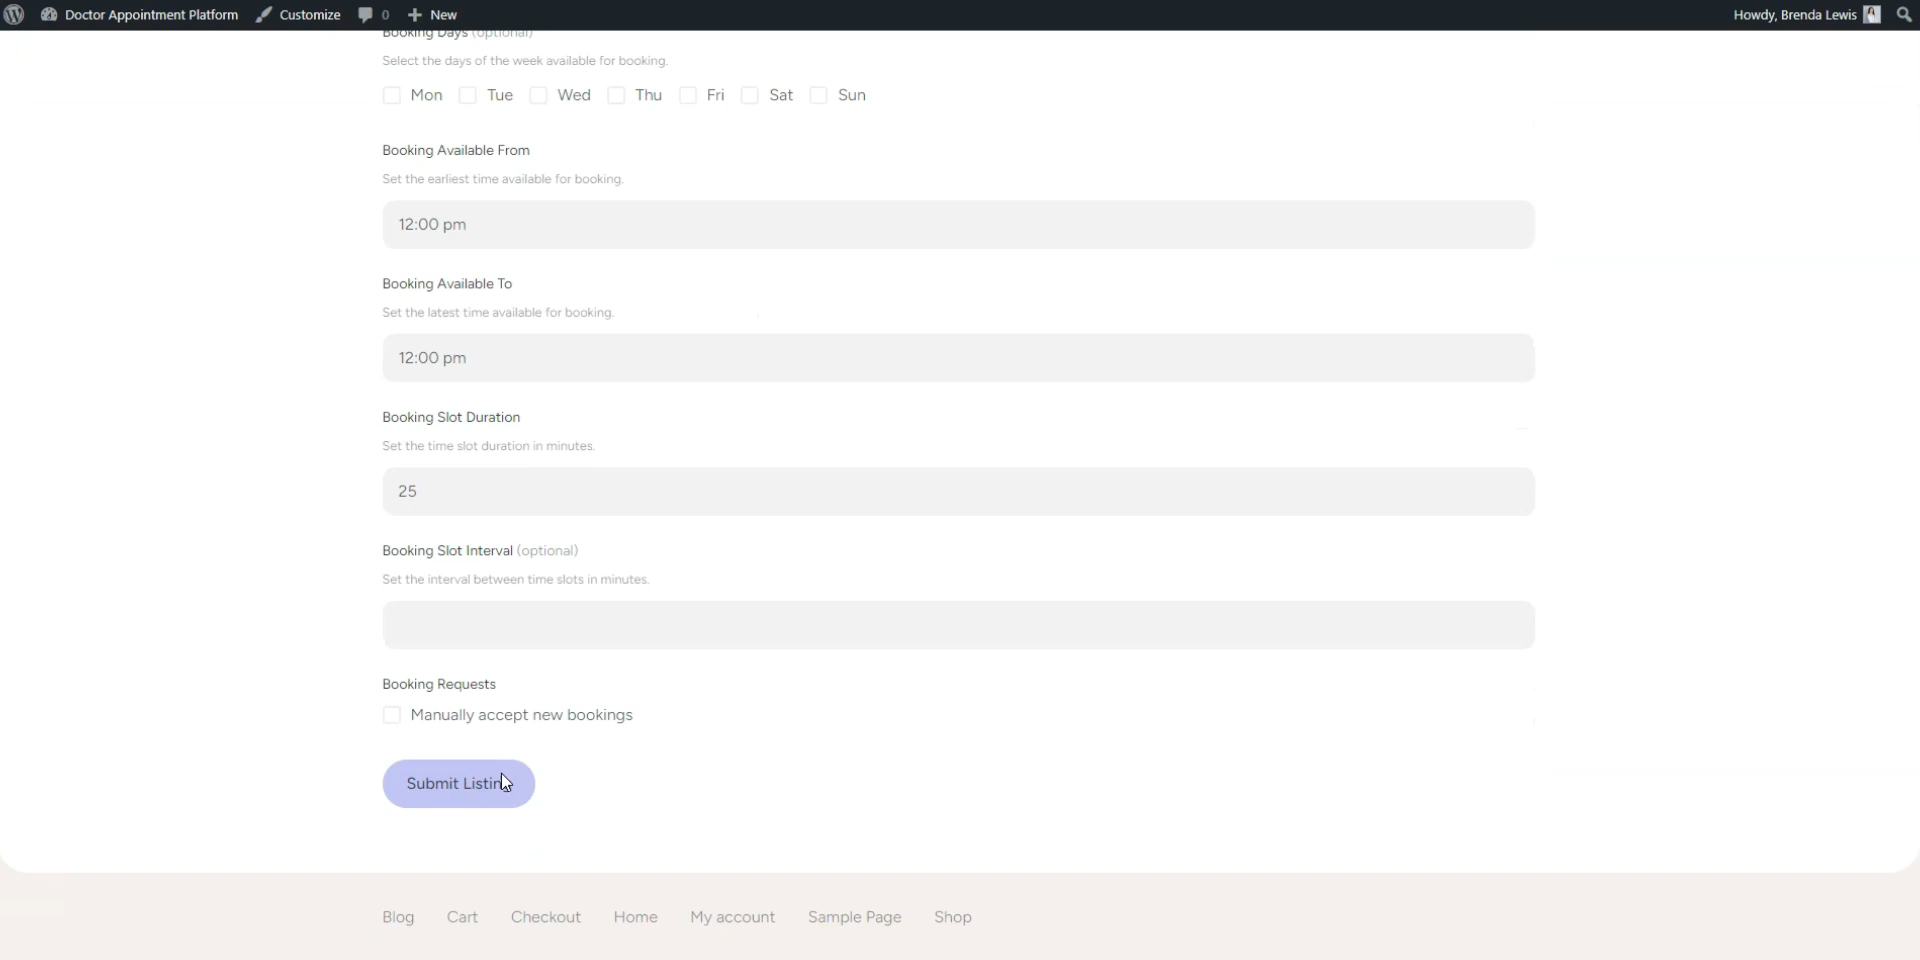 Doctor Appointment Platform Customize 0 New Howdy, Brenda Lewis
Booking Days (optional)
Select the days of the week available for booking.
Mon Tue Wed Thu Fri Sat Sun
Booking Available From
Set the earliest time available for booking.
12:00 pm
Booking Available To
Set the latest time available for booking.
12:00 pm
Booking Slot Duration
Set the time slot duration in minutes.
25
Booking Slot Interval (optional)
Set the interval between time slots in minutes.
Booking Requests
Manually accept new bookings
Submit Listing
Blog Cart Checkout Home My account Sample Page Shop